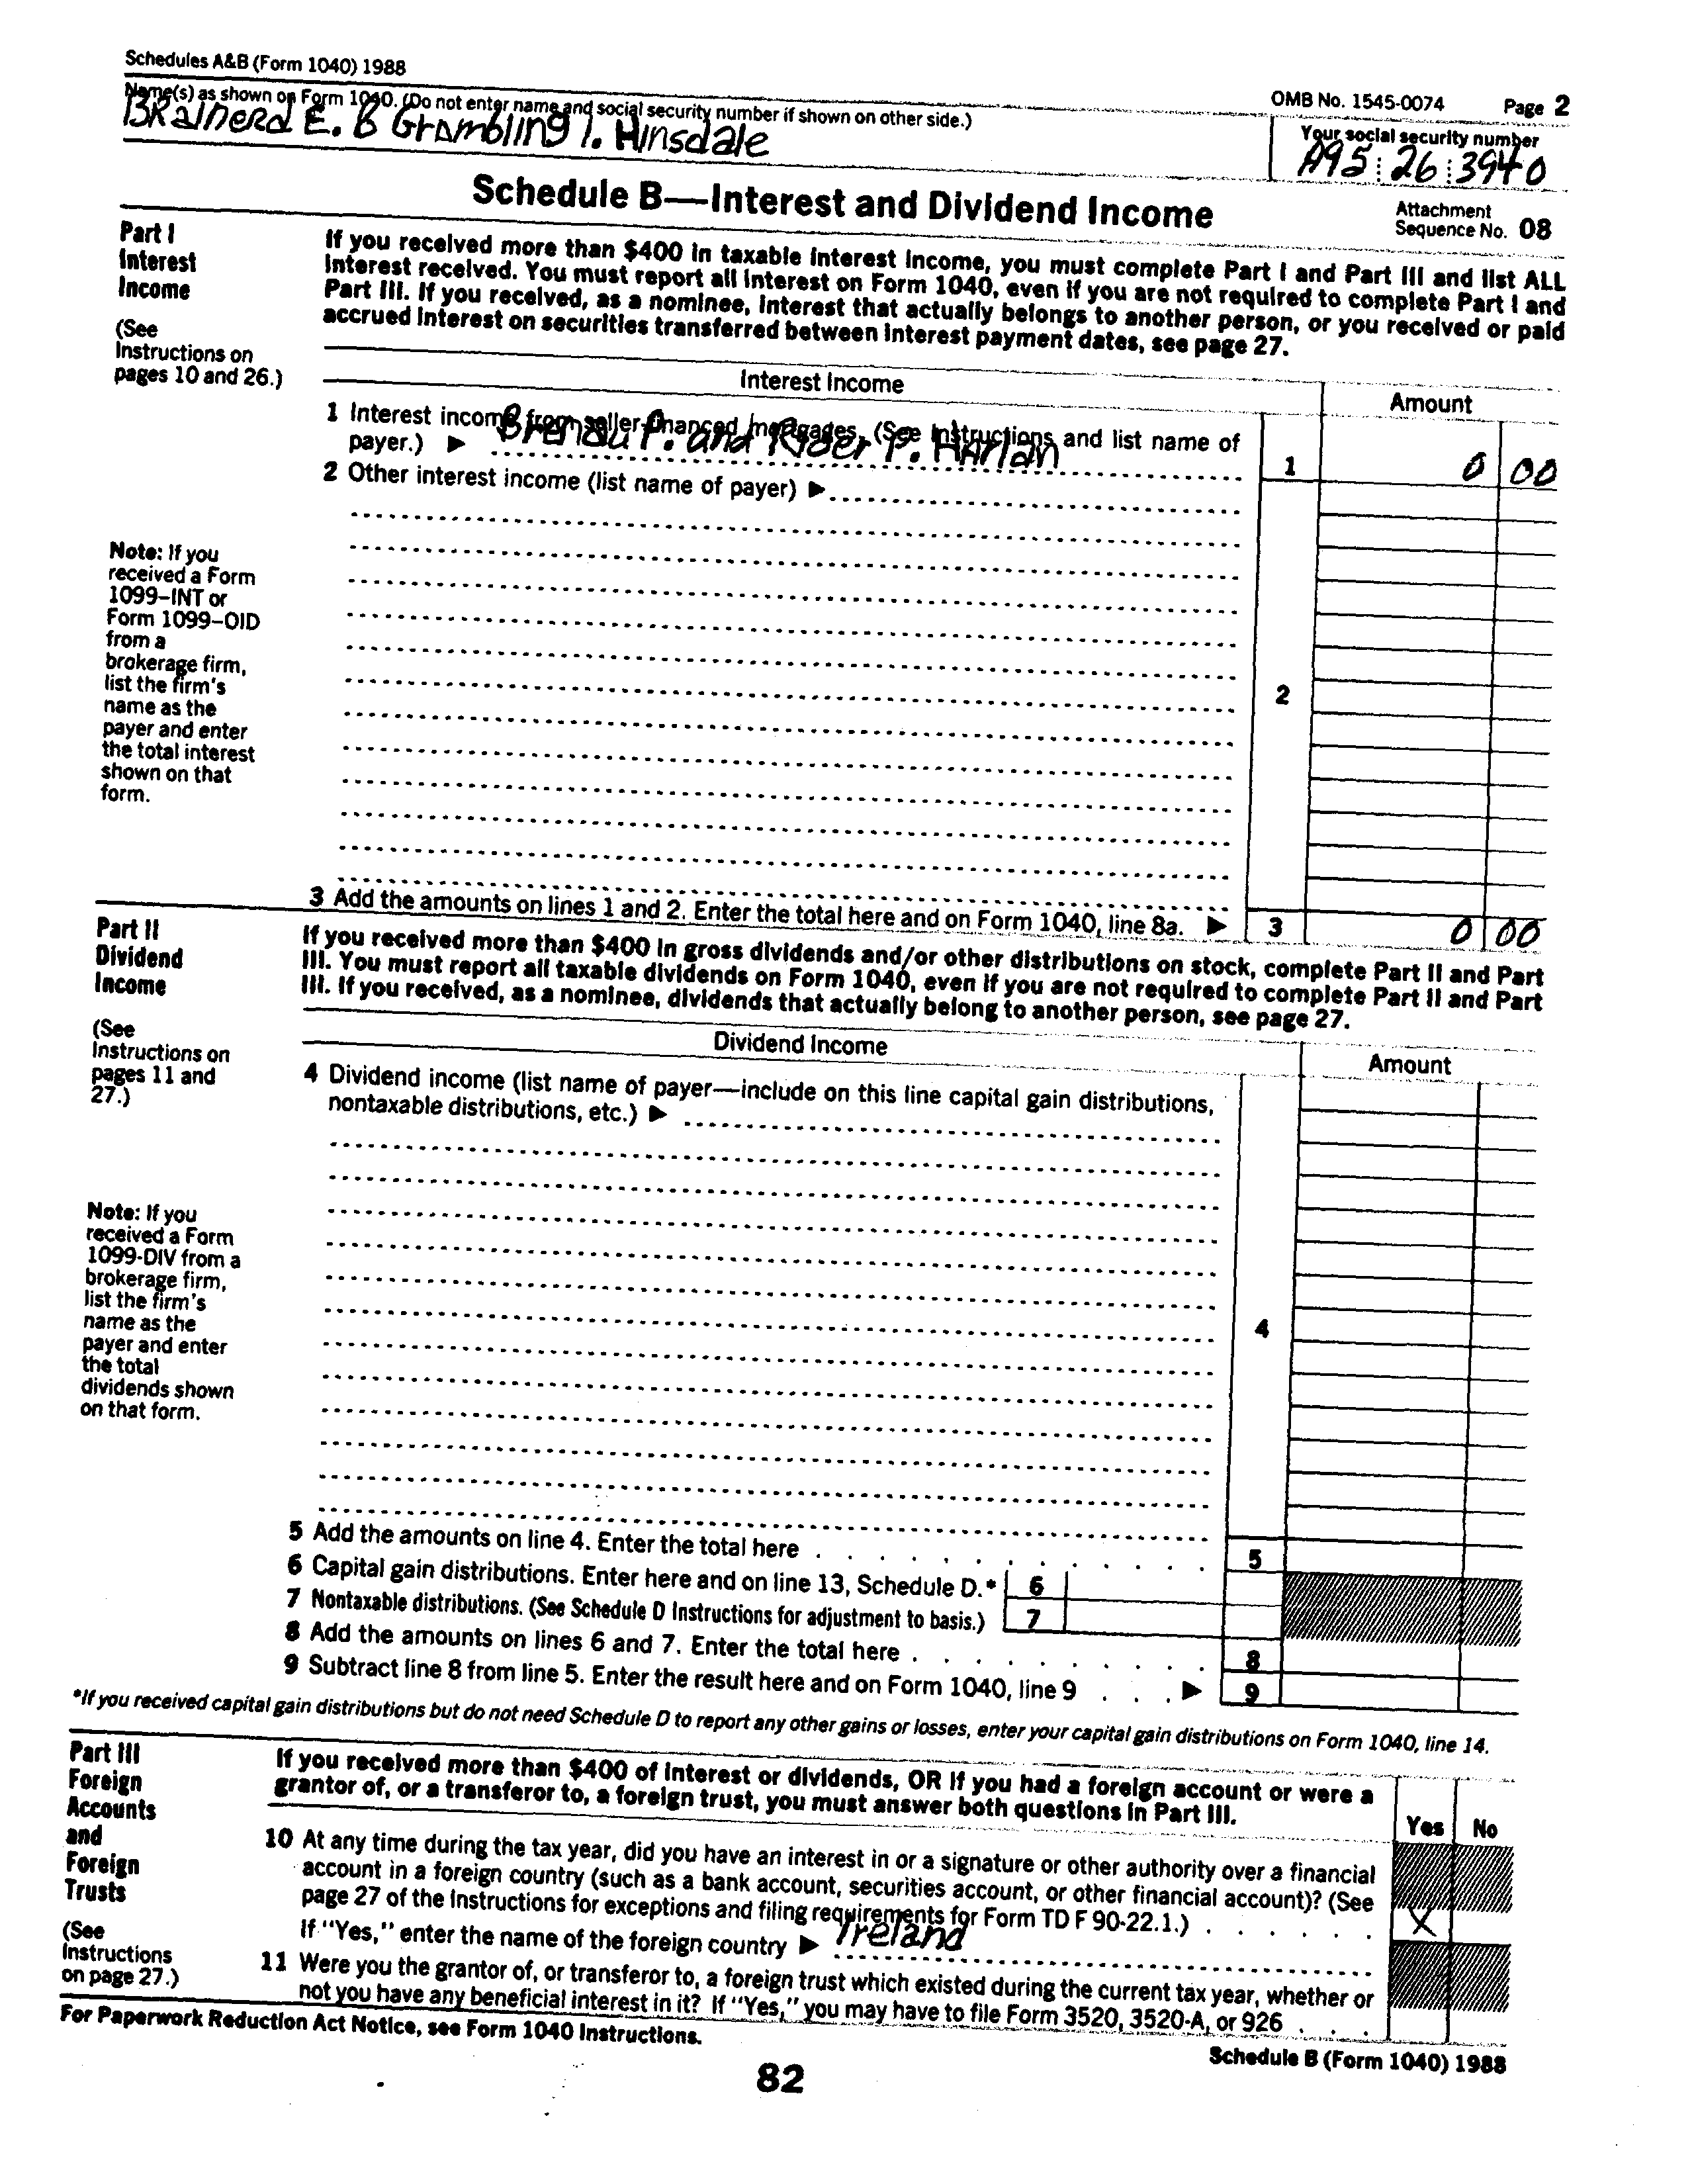 Schedules A&B (Form 1040) 1988
OMB No. 1545-0074 Page 2
Name(s) as shown on Form 1040. (Do not enter name and social security number if shown on other side.)
Brainerd E. & Grambling I. Hinsdale
Your social security number
A95 26 3940
Schedule B—Interest and Dividend Income
Attachment
Sequence No. 08
Part I
Interest
Income
(See
Instructions on
pages 10 and 26.)
If you received more than $400 in taxable interest income, you must complete Part I and Part III and list ALL
interest received. You must report all interest on Form 1040, even if you are not required to complete Part I and
Part III. If you received, as a nominee, interest that actually belongs to another person, or you received or paid
accrued interest on securities transferred between interest payment dates, see page 27.
Interest Income
Amount
1 Interest income from seller-financed mortgages. (See Instructions and list name of
payer.) ▶ P. and Rider P. Harlan
1 0 00
2 Other interest income (list name of payer) ▶
Note: If you
received a Form
1099–INT or
Form 1099–OID
from a
brokerage firm,
list the firm's
name as the
payer and enter
the total interest
shown on that
form.
2
3 Add the amounts on lines 1 and 2. Enter the total here and on Form 1040, line 8a. ▶ 3 0 00
Part II
Dividend
Income
(See
Instructions on
pages 11 and
27.)
If you received more than $400 in gross dividends and/or other distributions on stock, complete Part II and Part
III. You must report all taxable dividends on Form 1040, even if you are not required to complete Part II and Part
III. If you received, as a nominee, dividends that actually belong to another person, see page 27.
Dividend Income
Amount
4 Dividend income (list name of payer—include on this line capital gain distributions,
nontaxable distributions, etc.) ▶
Note: If you
received a Form
1099-DIV from a
brokerage firm,
list the firm's
name as the
payer and enter
the total
dividends shown
on that form.
4
5 Add the amounts on line 4. Enter the total here . . . . . . . . . . . . . 5
6 Capital gain distributions. Enter here and on line 13, Schedule D.* 6
7 Nontaxable distributions. (See Schedule D Instructions for adjustment to basis.) 7
8 Add the amounts on lines 6 and 7. Enter the total here . . . . . . . . . . 8
9 Subtract line 8 from line 5. Enter the result here and on Form 1040, line 9 . . . ▶ 9
*If you received capital gain distributions but do not need Schedule D to report any other gains or losses, enter your capital gain distributions on Form 1040, line 14.
Part III
Foreign
Accounts
and
Foreign
Trusts
(See
Instructions
on page 27.)
If you received more than $400 of interest or dividends, OR if you had a foreign account or were a
grantor of, or a transferor to, a foreign trust, you must answer both questions in Part III.
Yes No
10 At any time during the tax year, did you have an interest in or a signature or other authority over a financial
account in a foreign country (such as a bank account, securities account, or other financial account)? (See
page 27 of the Instructions for exceptions and filing requirements for Form TD F 90-22.1.) . . . . . . X
If "Yes," enter the name of the foreign country ▶ Ireland
11 Were you the grantor of, or transferor to, a foreign trust which existed during the current tax year, whether or
not you have any beneficial interest in it? If "Yes," you may have to file Form 3520, 3520-A, or 926 . . .
For Paperwork Reduction Act Notice, see Form 1040 Instructions.
Schedule B (Form 1040) 1988
82